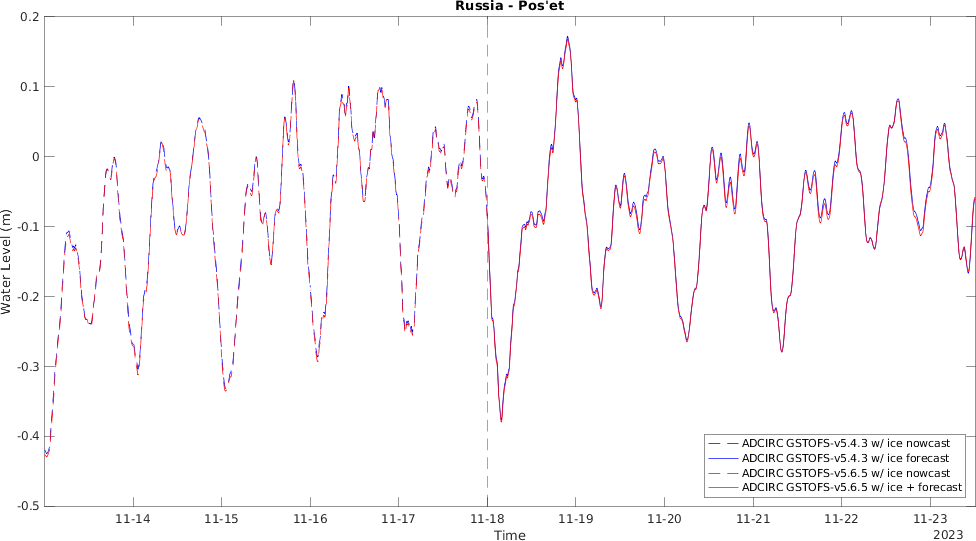 Russia - Pos'et
Water Level (m)
0.2
0.1
0
-0.1
-0.2
-0.3
-0.4
-0.5
ADCIRC GSTOFS-v5.4.3 w/ ice nowcast
ADCIRC GSTOFS-v5.4.3 w/ ice forecast
ADCIRC GSTOFS-v5.6.5 w/ ice nowcast
ADCIRC GSTOFS-v5.6.5 w/ ice + forecast
11-14 11-15 11-16 11-17 11-18 11-19 11-20 11-21 11-22 11-23
Time
2023